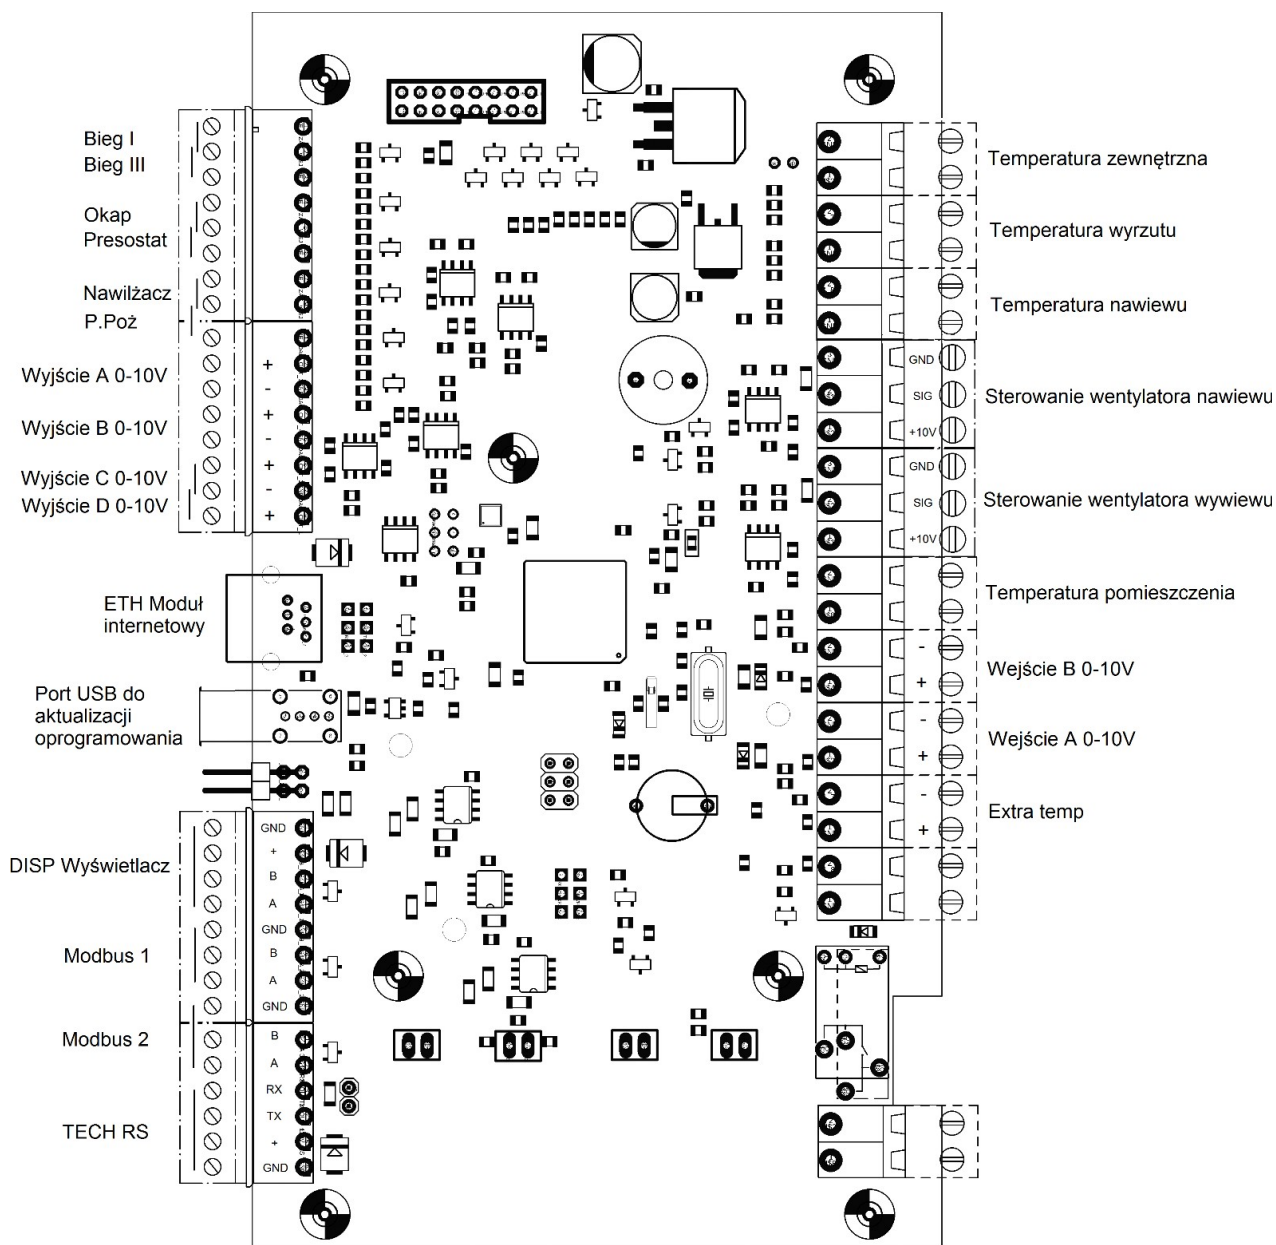 Bieg I
Bieg III
Okap
Presostat
Nawilżacz
P.Poż
+
Wyjście A 0-10V
-
+
Wyjście B 0-10V
-
+
Wyjście C 0-10V
-
Wyjście D 0-10V
+
ETH Moduł
internetowy
Port USB do
aktualizacji
oprogramowania
GND
+
DISP Wyświetlacz
B
A
GND
Modbus 1
B
A
GND
Modbus 2
B
A
RX
TX
TECH RS
+
GND
Temperatura zewnętrzna
Temperatura wyrzutu
Temperatura nawiewu
GND
SIG
Sterowanie wentylatora nawiewu
+10V
GND
SIG
Sterowanie wentylatora wywiewu
+10V
Temperatura pomieszczenia
-
Wejście B 0-10V
+
-
Wejście A 0-10V
+
-
Extra temp
+